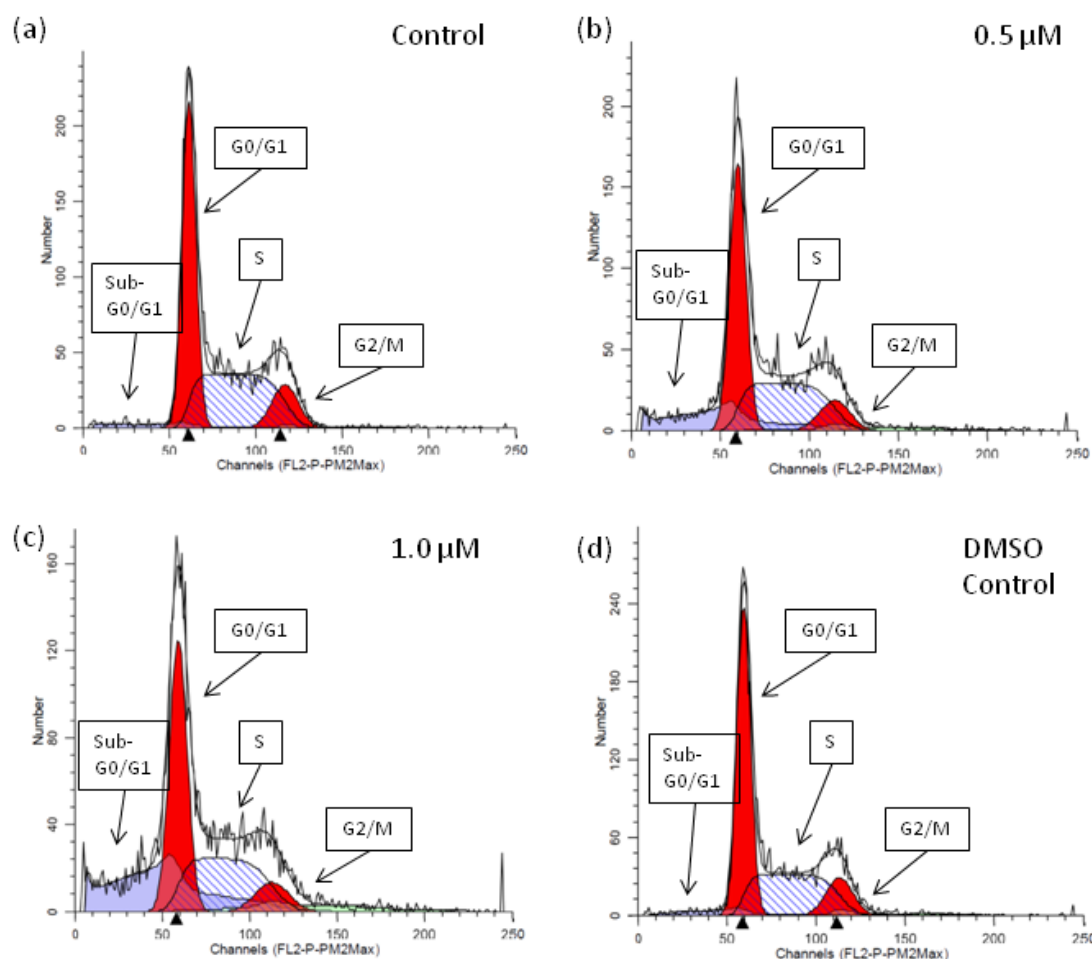 (a)
Control
200
150
100
50
0
Number
G0/G1
Sub-
G0/G1
S
G2/M
0 50 100 150 200 250
Channels (FL2-P-PM2Max)
(b)
0.5 µM
200
150
100
50
0
Number
G0/G1
Sub-
G0/G1
S
G2/M
0 50 100 150 200 250
Channels (FL2-P-PM2Max)
(c)
1.0 µM
160
120
80
40
0
Number
G0/G1
Sub-
G0/G1
S
G2/M
0 50 100 150 200 250
Channels (FL2-P-PM2Max)
(d)
DMSO
Control
240
180
120
60
0
Number
G0/G1
Sub-
G0/G1
S
G2/M
0 50 100 150 200 250
Channels (FL2-P-PM2Max)